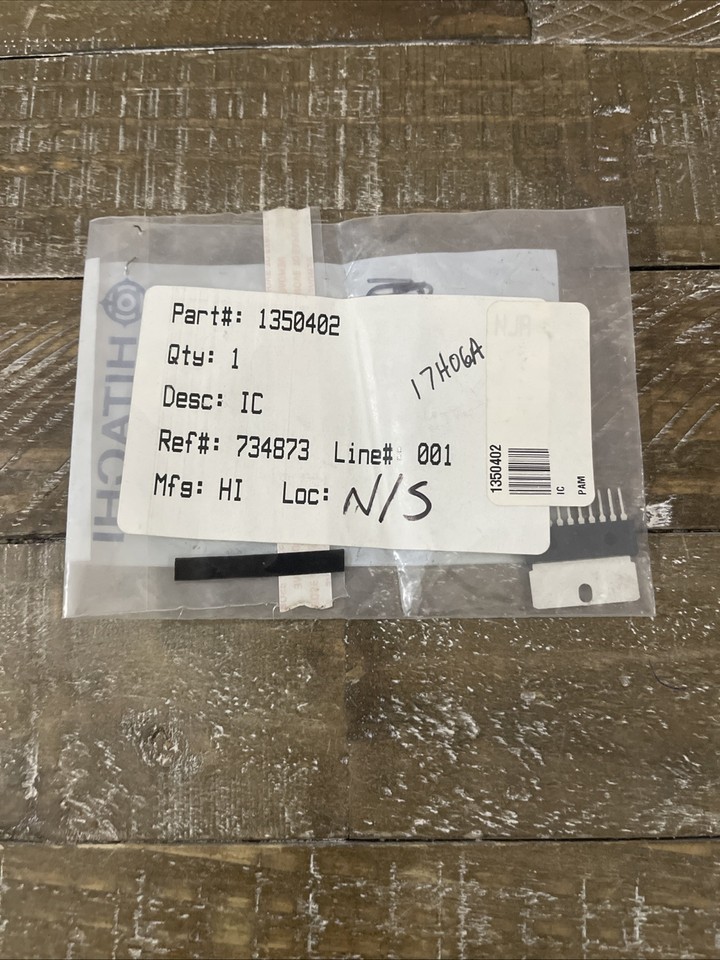 Part#: 1350402
Qty: 1
Desc: IC
Ref#: 734873 Line# 001
Mfg: HI Loc: N/S
17H06A
1350402
IC
PAM
HITACHI